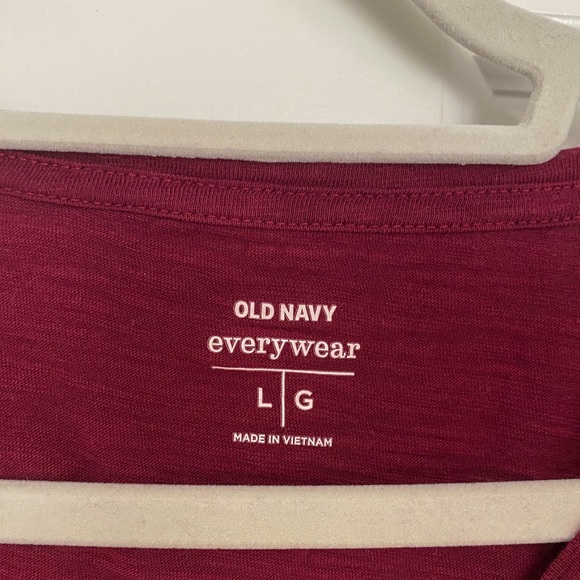 OLD NAVY
everywear
L | G
MADE IN VIETNAM